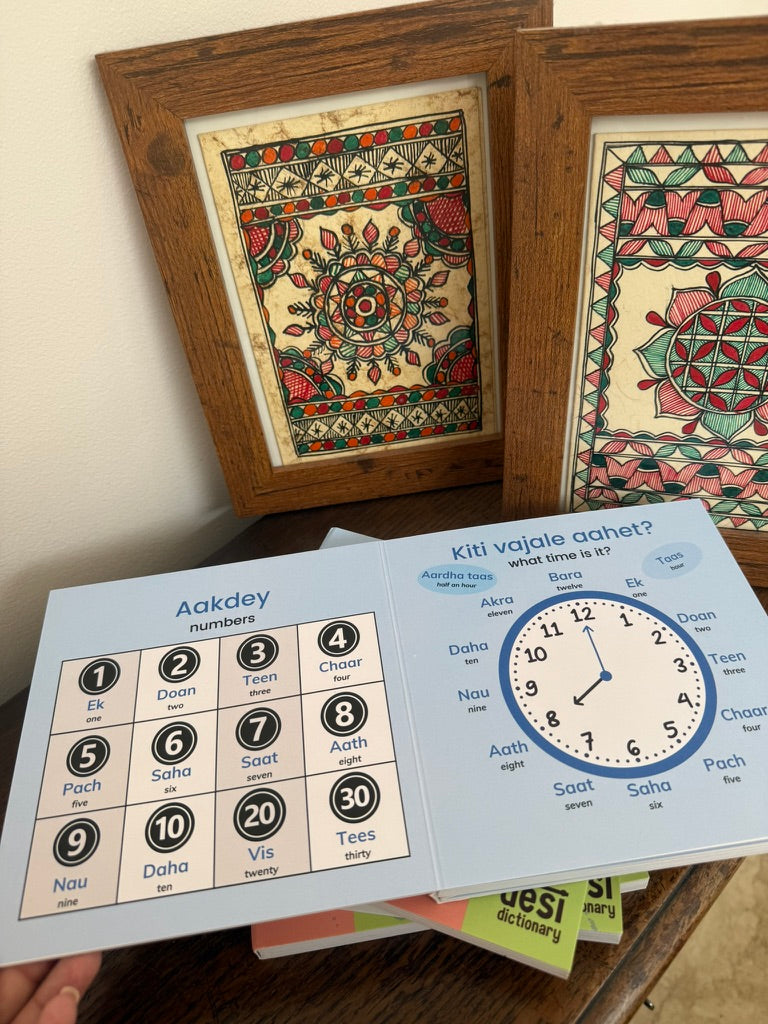 Aakdey
numbers
1
Ek
one
2
Doan
two
3
Teen
three
4
Chaar
four
5
Pach
five
6
Saha
six
7
Saat
seven
8
Aath
eight
9
Nau
nine
10
Daha
ten
20
Vis
twenty
30
Tees
thirty
Kiti vajale aahet?
what time is it?
Aardha taas
half an hour
Taas
hour
Bara
twelve
Ek
one
Doan
two
Teen
three
Chaar
four
Pach
five
Saha
six
Saat
seven
Aath
eight
Nau
nine
Daha
ten
Akra
eleven
12
1
2
3
4
5
6
7
8
9
10
11
desi
dictionary
si
onary